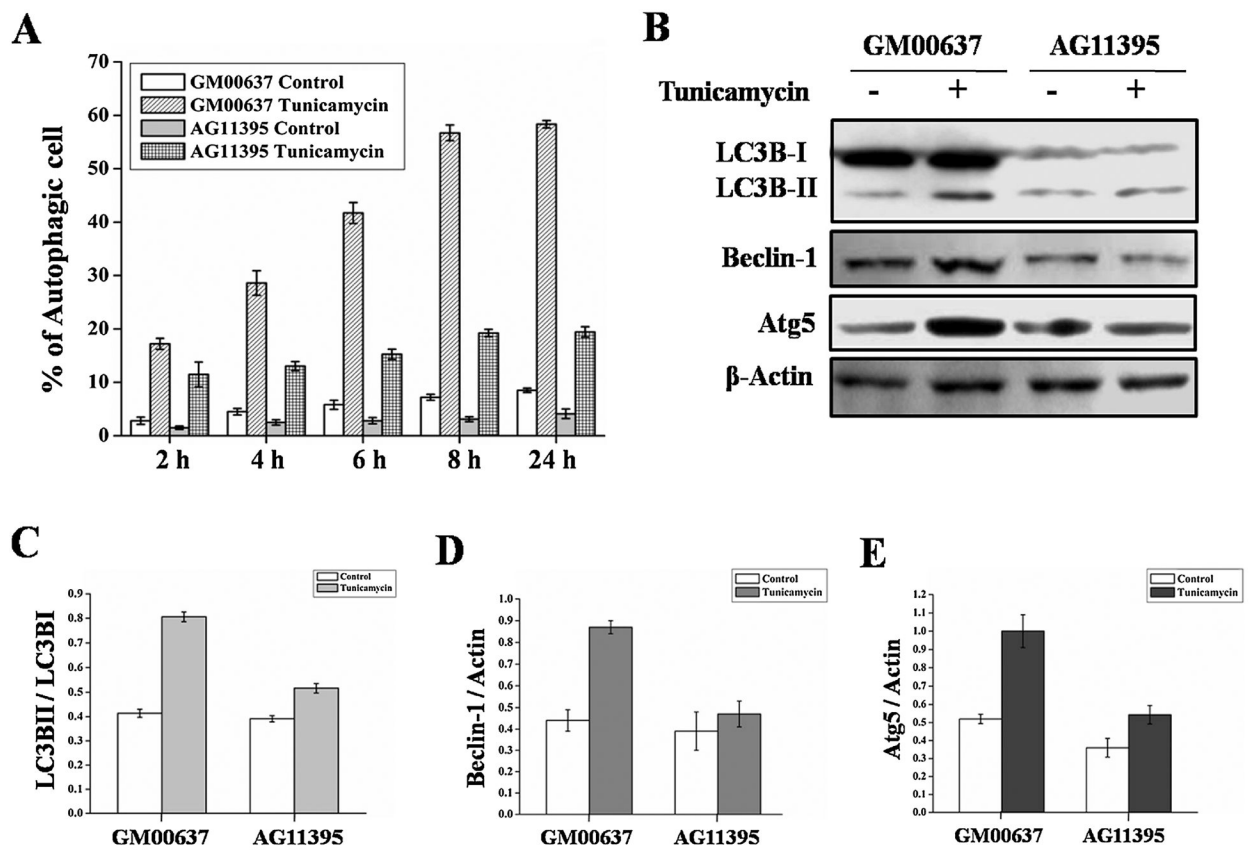 A
% of Autophagic cell
70
60
50
40
30
20
10
0
GM00637 Control
GM00637 Tunicamycin
AG11395 Control
AG11395 Tunicamycin
2 h 4 h 6 h 8 h 24 h
B
GM00637 AG11395
Tunicamycin - + - +
LC3B-I
LC3B-II
Beclin-1
Atg5
β-Actin
C
LC3BII / LC3BI
Control
Tunicamycin
0.9
0.8
0.7
0.6
0.5
0.4
0.3
0.2
0.1
0.0
GM00637 AG11395
D
Beclin-1 / Actin
Control
Tunicamycin
1.0
0.9
0.8
0.7
0.6
0.5
0.4
0.3
0.2
0.1
0.0
GM00637 AG11395
E
Atg5 / Actin
Control
Tunicamycin
1.2
1.1
1.0
0.9
0.8
0.7
0.6
0.5
0.4
0.3
0.2
0.1
0.0
GM00637 AG11395